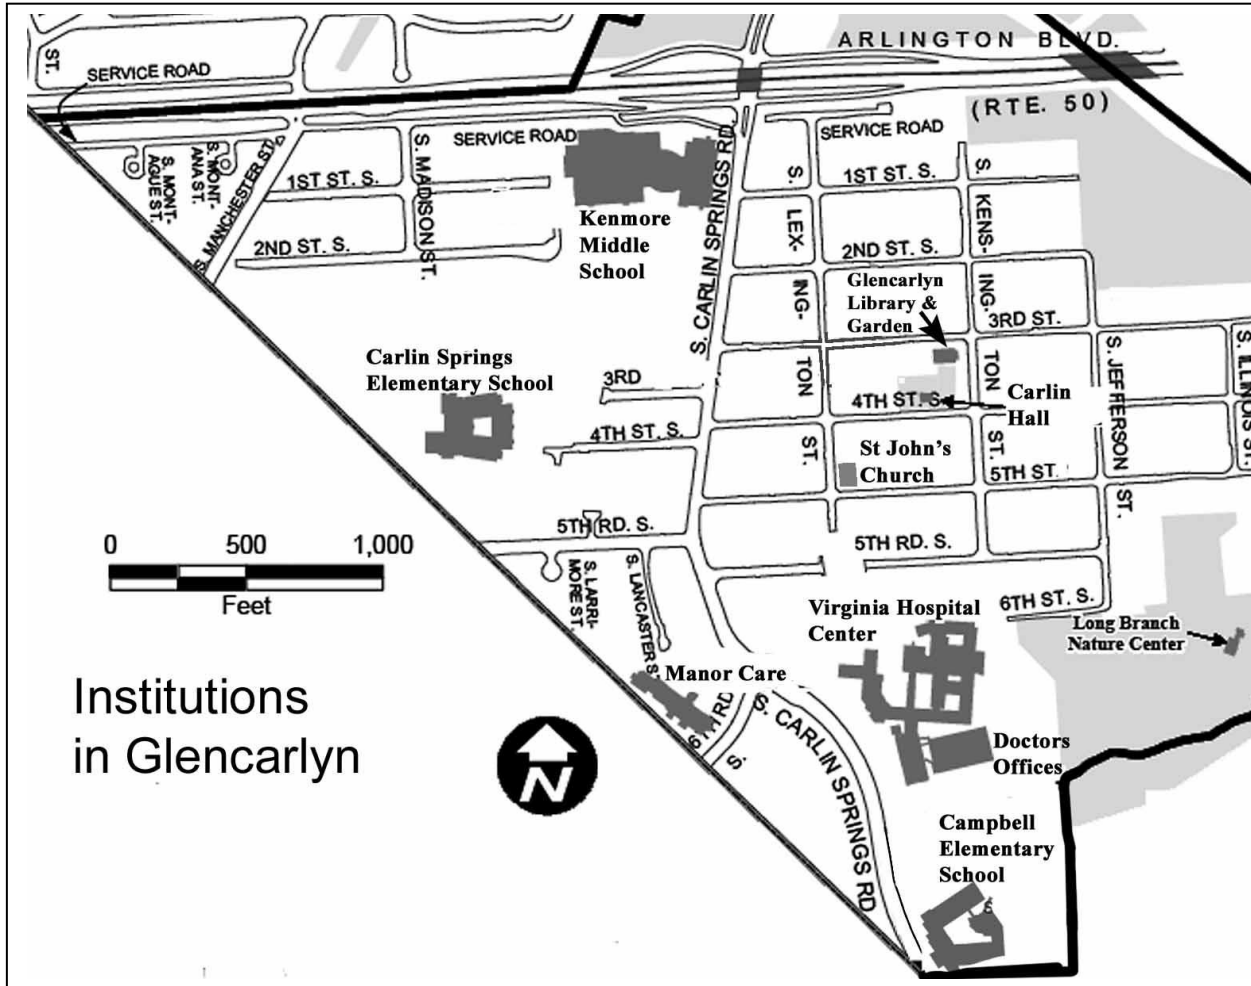 ARLINGTON BLVD.
(RTE. 50)
ST.
SERVICE ROAD
SERVICE ROAD
SERVICE ROAD
S. MONT-
AGUE ST.
S. MONT-
ANA ST.
S. MANCHESTER ST.
S. MADISON ST.
1ST ST. S.
2ND ST. S.
Kenmore
Middle
School
S. CARLIN SPRINGS RD.
S.
LEX-
ING-
TON
ST.
1ST ST. S.
2ND ST. S.
S.
KENS-
ING-
TON
ST.
Glencarlyn
Library &
Garden
3RD ST.
S. JEFFERSON
ST.
S. ILLINOIS ST.
Carlin Springs
Elementary School
3RD
4TH ST. S.
4TH ST. S.
Carlin
Hall
St John's
Church
5TH ST.
5TH RD. S.
5TH RD. S.
0
500
1,000
Feet
S. LARRI-
MORE ST.
S. LANCASTER S.
6TH ST. S.
Virginia Hospital
Center
Long Branch
Nature Center
Manor Care
6TH RD
S.
S. CARLIN SPRINGS RD
Institutions
in Glencarlyn
N
Doctors
Offices
Campbell
Elementary
School